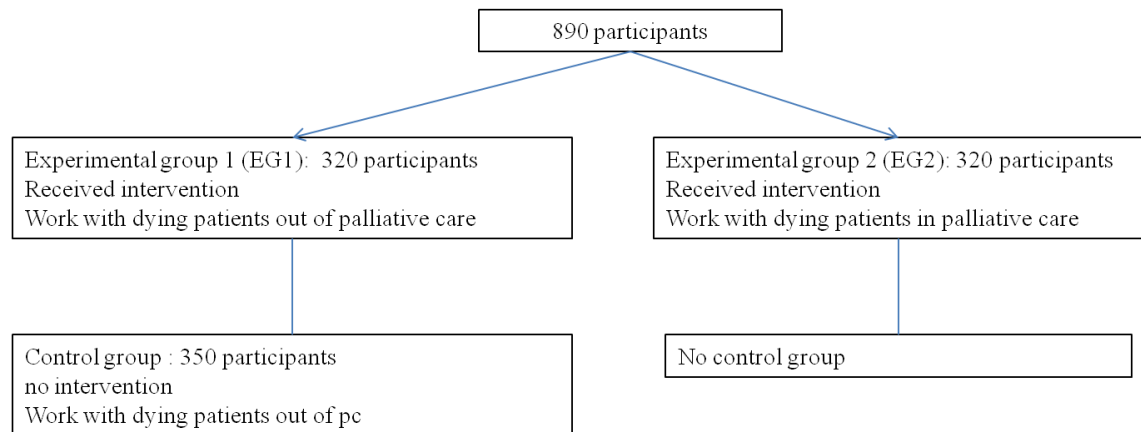 890 participants
Experimental group 1 (EG1): 320 participants
Received intervention
Work with dying patients out of palliative care
Experimental group 2 (EG2): 320 participants
Received intervention
Work with dying patients in palliative care
Control group : 350 participants
no intervention
Work with dying patients out of pc
No control group